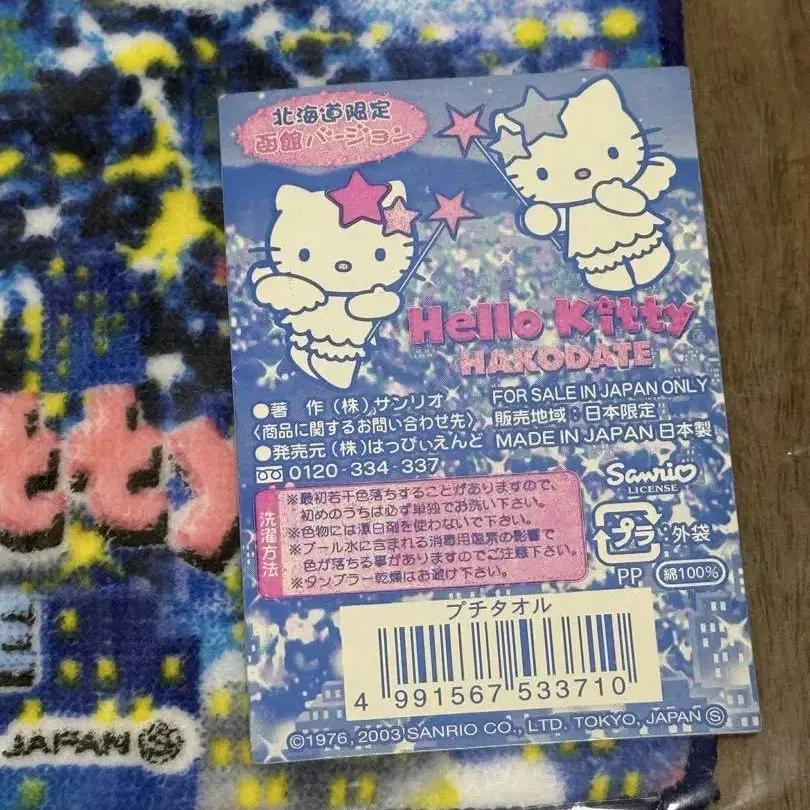 北海道限定
函館バージョン
Hello Kitty
HAKODATE
●著 作(株)サンリオ
〈商品に関するお問い合わせ先〉
●発売元(株)はっぴぃえんど
0120-334-337
FOR SALE IN JAPAN ONLY
販売地域:日本限定
MADE IN JAPAN 日本製
Sanrio
LICENSE
洗濯方法
※最初若干色落ちすることがありますので、
初めのうちは必ず単独でお洗い下さい。
※色物には漂白剤を使わないで下さい。
※プール水に含まれる消毒用塩素の影響で
色が落ちる事がありますのでご注意下さい。
※タンブラー乾燥はお避け下さい。
プラ:外袋
PP
綿100%
プチタオル
4 991567 533710
©1976, 2003 SANRIO CO., LTD. TOKYO, JAPAN Ⓢ
JAPAN